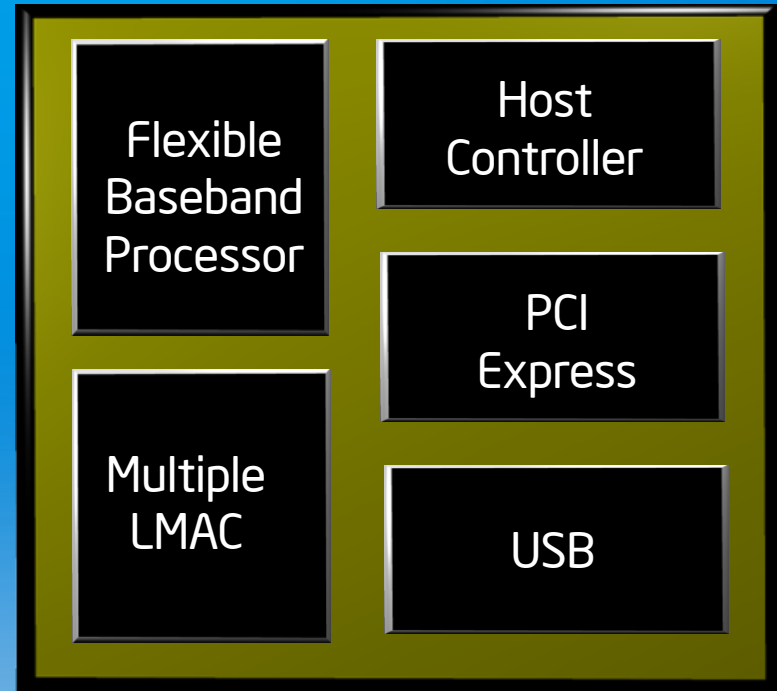 Flexible
Baseband
Processor
Multiple
LMAC
Host
Controller
PCI
Express
USB